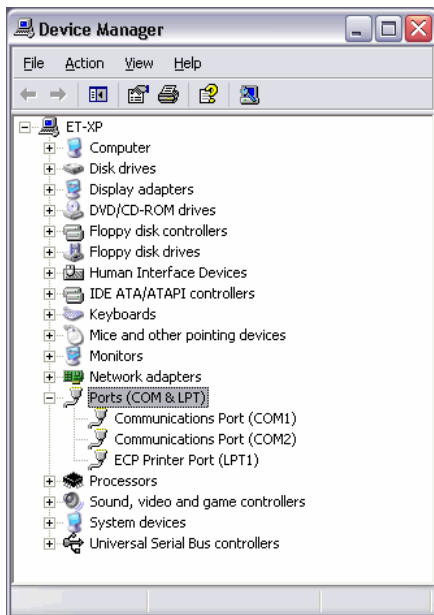 Device Manager
File Action View Help
ET-XP
Computer
Disk drives
Display adapters
DVD/CD-ROM drives
Floppy disk controllers
Floppy disk drives
Human Interface Devices
IDE ATA/ATAPI controllers
Keyboards
Mice and other pointing devices
Monitors
Network adapters
Ports (COM & LPT)
Communications Port (COM1)
Communications Port (COM2)
ECP Printer Port (LPT1)
Processors
Sound, video and game controllers
System devices
Universal Serial Bus controllers